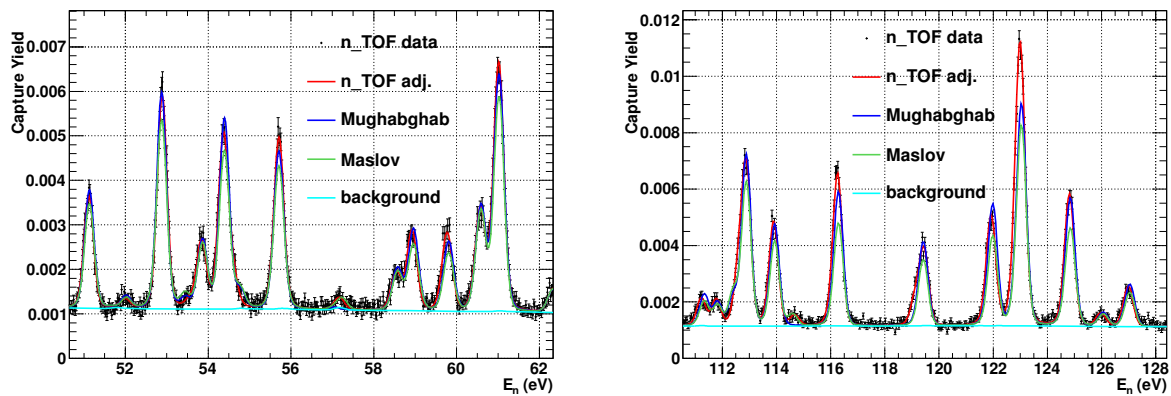 Capture Yield
0.007
0.006
0.005
0.004
0.003
0.002
0.001
0
n_TOF data
n_TOF adj.
Mughabghab
Maslov
background
52 54 56 58 60 62
E_n (eV)
Capture Yield
0.012
0.01
0.008
0.006
0.004
0.002
0
n_TOF data
n_TOF adj.
Mughabghab
Maslov
background
112 114 116 118 120 122 124 126 128
E_n (eV)